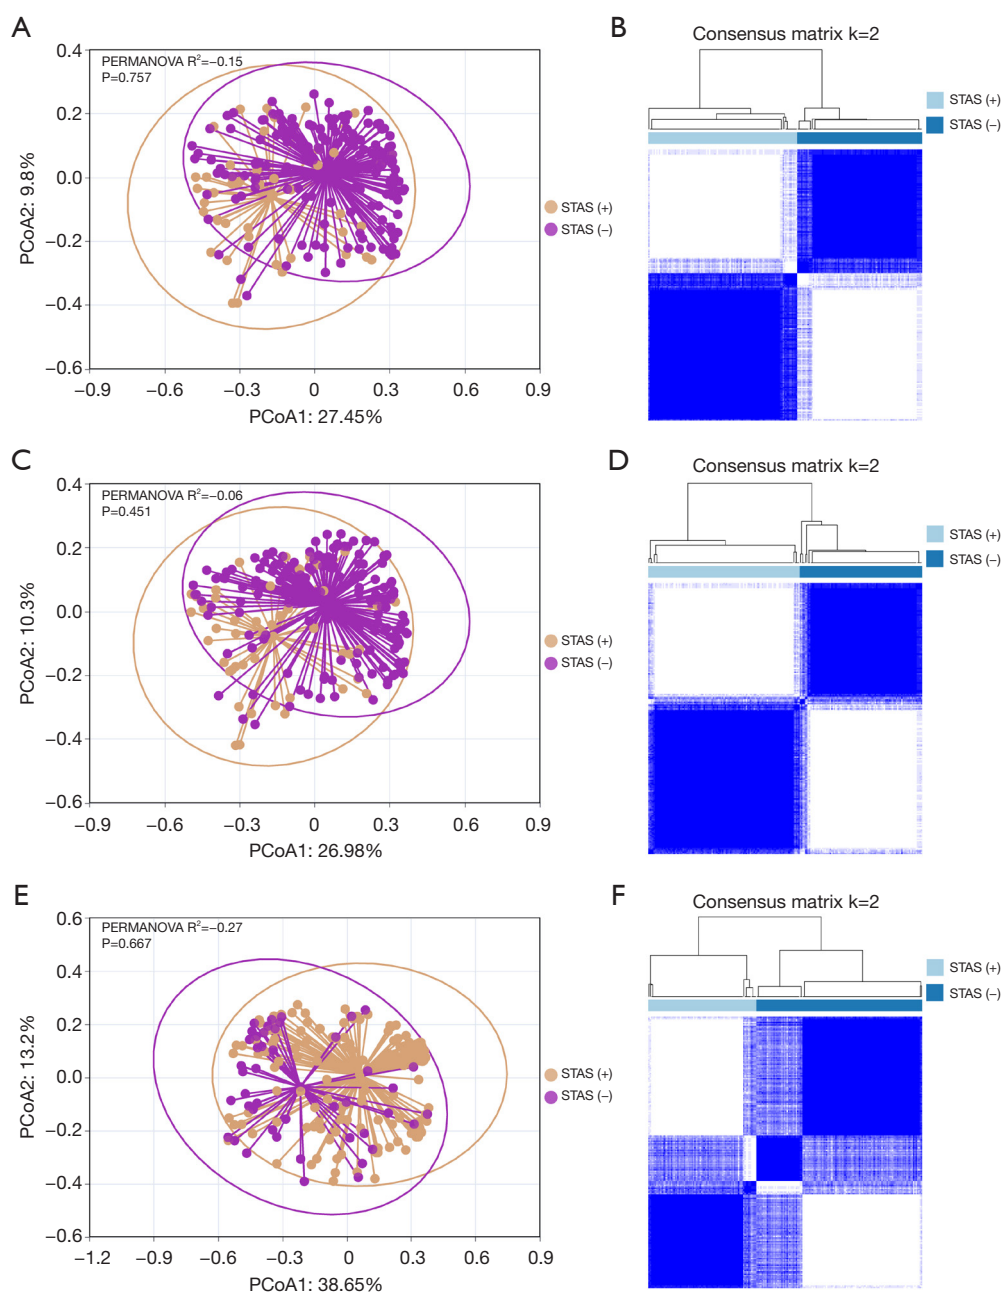 A
PERMANOVA R²=−0.15
P=0.757
0.4
0.2
0.0
−0.2
−0.4
−0.6
−0.9
−0.6
−0.3
0
0.3
0.6
0.9
PCoA2: 9.8%
PCoA1: 27.45%
STAS (+)
STAS (−)
B
Consensus matrix k=2
STAS (+)
STAS (−)
C
PERMANOVA R²=−0.06
P=0.451
0.4
0.2
0.0
−0.2
−0.4
−0.6
−0.9
−0.6
−0.3
0
0.3
0.6
0.9
PCoA2: 10.3%
PCoA1: 26.98%
STAS (+)
STAS (−)
D
Consensus matrix k=2
STAS (+)
STAS (−)
E
PERMANOVA R²=−0.27
P=0.667
0.6
0.4
0.2
0.0
−0.2
−0.4
−0.6
−1.2
−0.9
−0.6
−0.3
0
0.3
0.6
0.9
PCoA2: 13.2%
PCoA1: 38.65%
STAS (+)
STAS (−)
F
Consensus matrix k=2
STAS (+)
STAS (−)